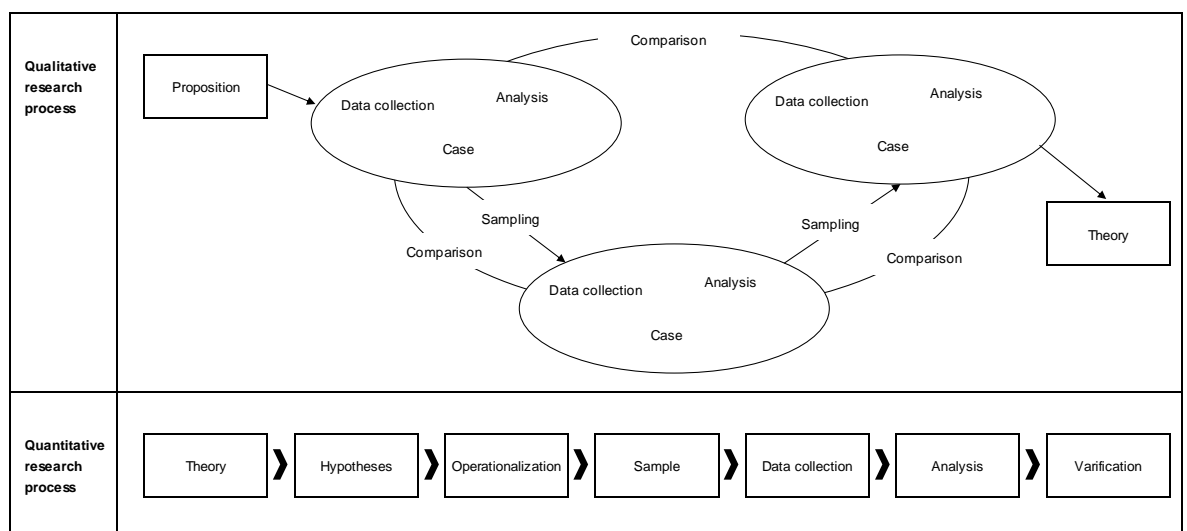 Qualitative
research
process
Proposition
Comparison
Data collection
Analysis
Case
Data collection
Analysis
Case
Sampling
Comparison
Sampling
Comparison
Theory
Data collection
Analysis
Case
Quantitative
research
process
Theory
Hypotheses
Operationalization
Sample
Data collection
Analysis
Varification